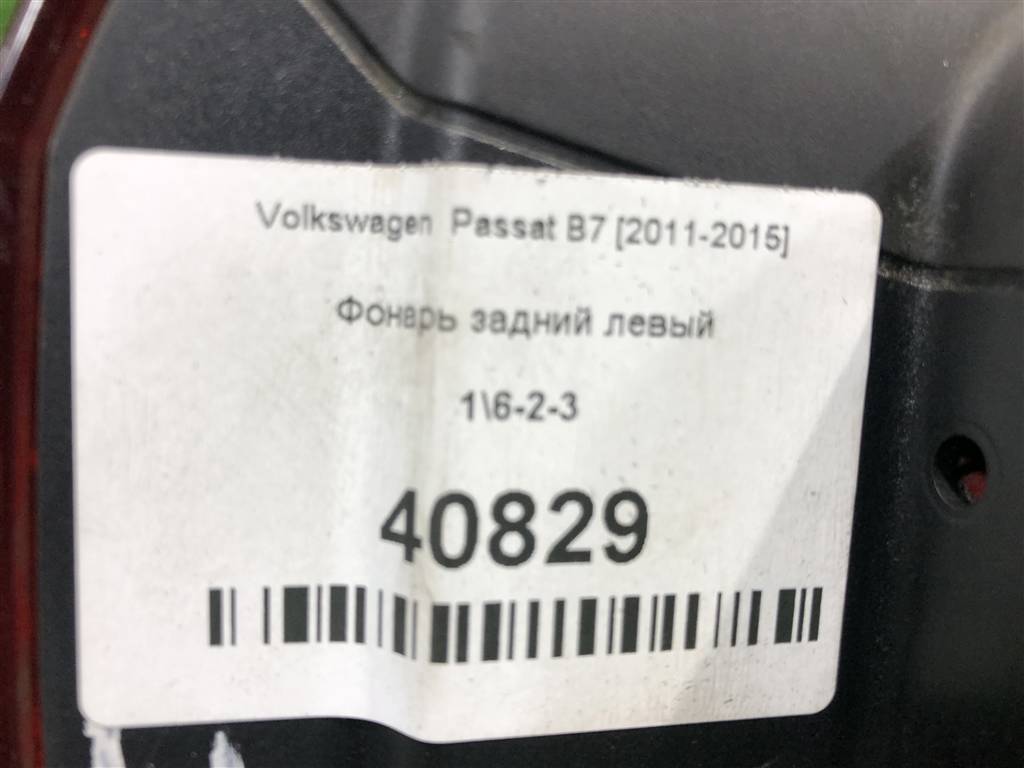 Volkswagen Passat B7 [2011-2015]
Фонарь задний левый
1\6-2-3
40829